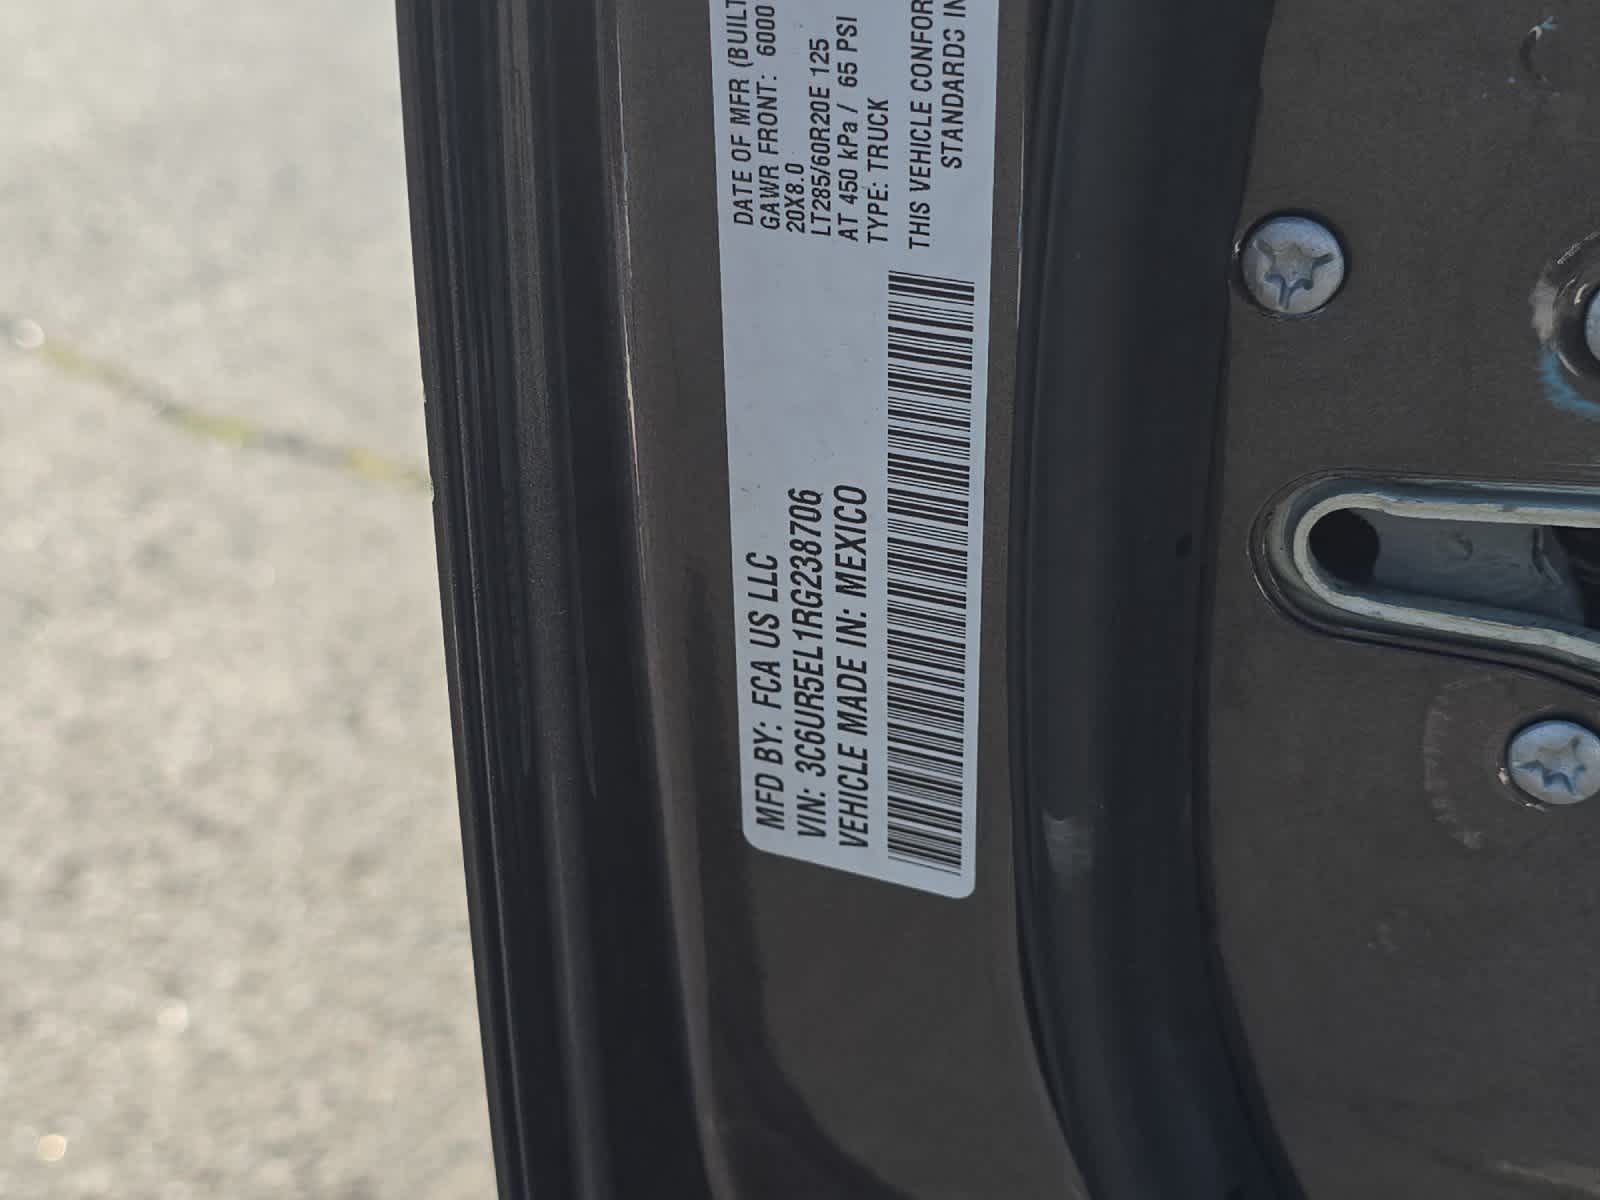 MFD BY: FCA US LLC
VIN: 3C6UR5EL1RG238706
VEHICLE MADE IN: MEXICO
DATE OF MFR (BUILT
GAWR FRONT: 6000
20X8.0
LT285/60R20E 125
AT 450 kPa / 65 PSI
TYPE: TRUCK
THIS VEHICLE CONFOR
STANDARDS IN